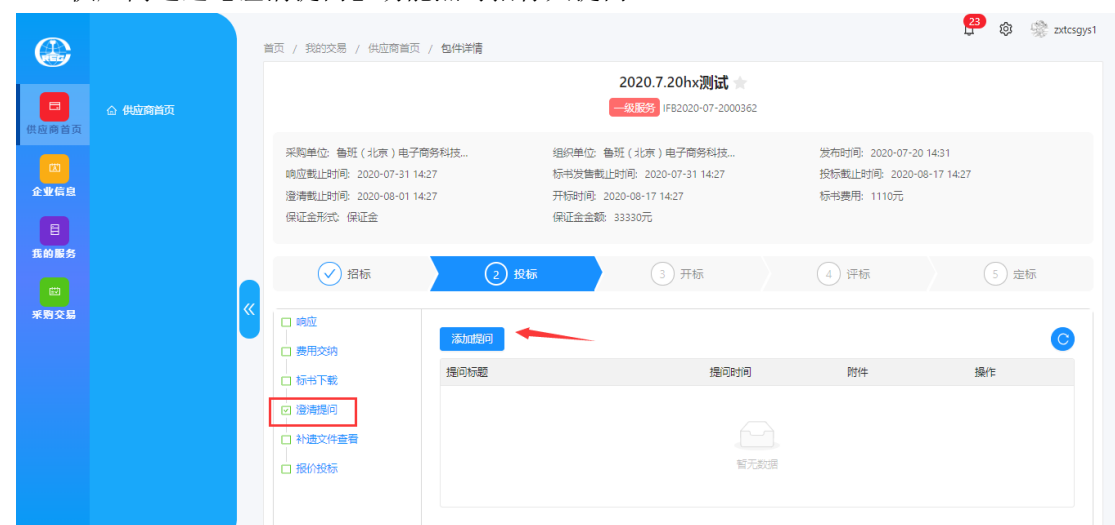 23
zxtcsgys1
首页 / 我的交易 / 供应商首页 / 包件详情
2020.7.20hx测试
一级服务 IFB2020-07-2000362
供应商首页
供应商首页
企业信息
我的服务
采购交易
采购单位: 鲁班(北京)电子商务科技... 组织单位: 鲁班(北京)电子商务科技... 发布时间: 2020-07-20 14:31
响应截止时间: 2020-07-31 14:27 标书发售截止时间: 2020-07-31 14:27 投标截止时间: 2020-08-17 14:27
澄清截止时间: 2020-08-01 14:27 开标时间: 2020-08-17 14:27 标书费用: 1110元
保证金形式: 保证金 保证金金额: 33330元
招标 2 投标 3 开标 4 评标 5 定标
响应
费用交纳
标书下载
澄清提问
补遗文件查看
报价投标
添加提问
提问标题 提问时间 附件 操作
暂无数据